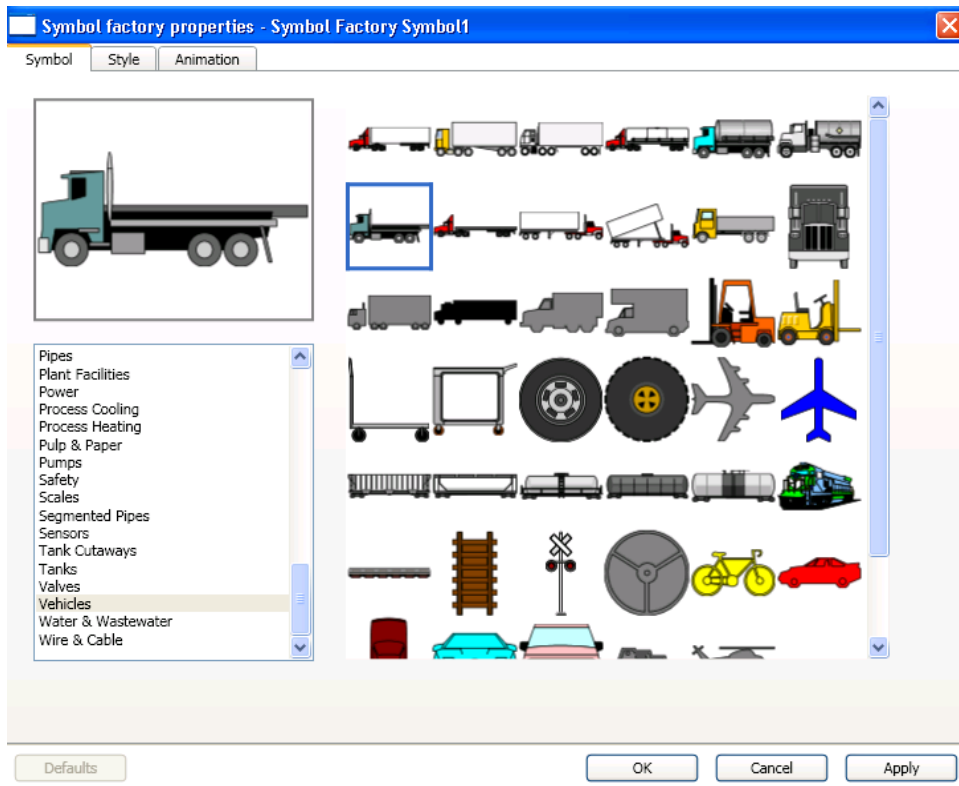 Symbol factory properties - Symbol Factory Symbol1
Symbol Style Animation
Pipes
Plant Facilities
Power
Process Cooling
Process Heating
Pulp & Paper
Pumps
Safety
Scales
Segmented Pipes
Sensors
Tank Cutaways
Tanks
Valves
Vehicles
Water & Wastewater
Wire & Cable
Defaults OK Cancel Apply